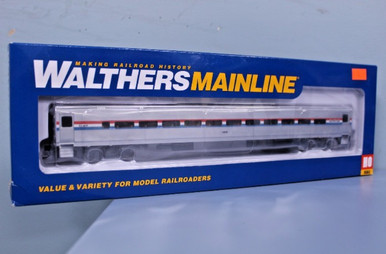 MAKING RAILROAD HISTORY
WALTHERSMAINLINE®
VALUE & VARIETY FOR MODEL RAILROADERS
HO